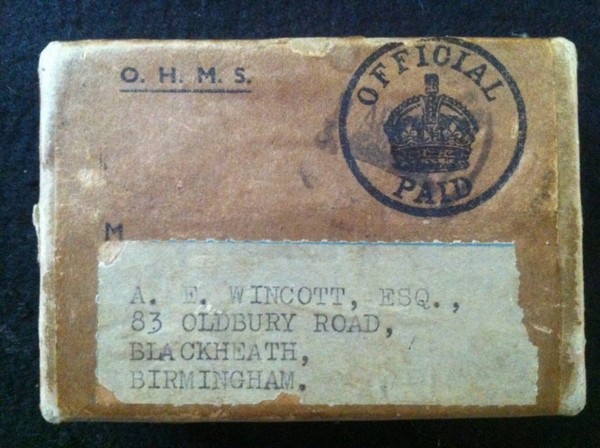 O. H. M. S.
OFFICIAL
PAID
M
A. E. WINCOTT, ESQ.,
83 OLDBURY ROAD,
BLACKHEATH,
BIRMINGHAM.